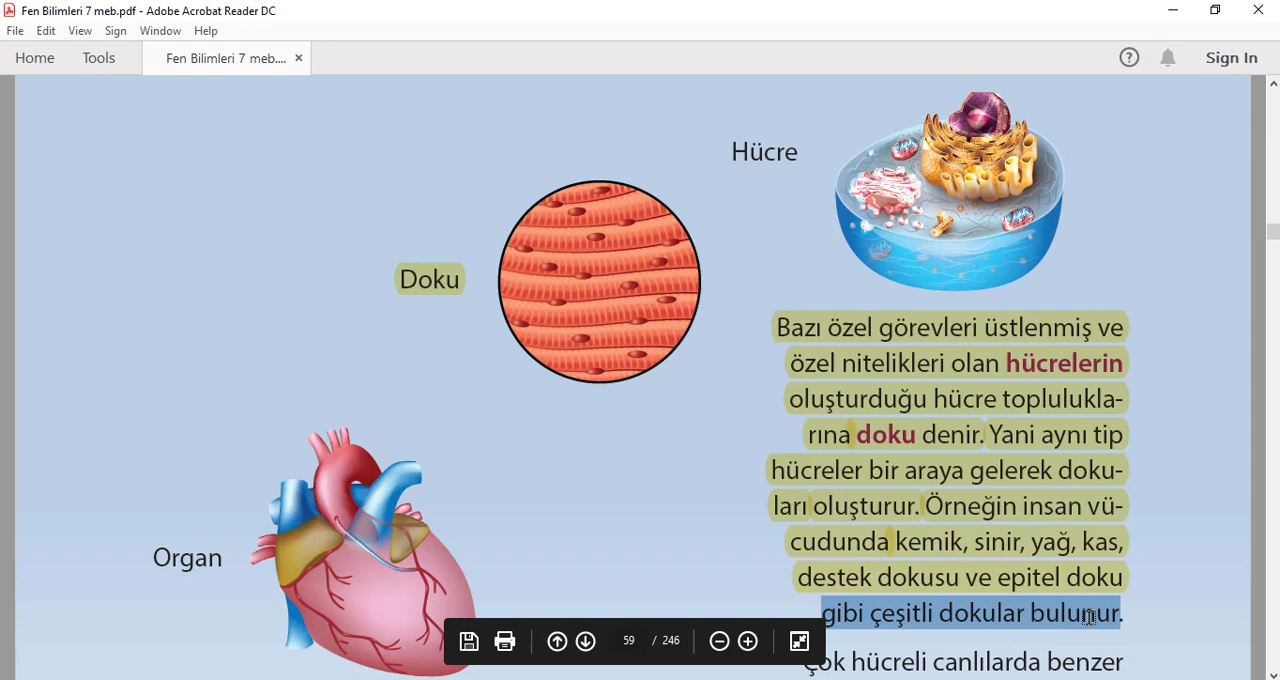 Fen Bilimleri 7 meb.pdf - Adobe Acrobat Reader DC
File Edit View Sign Window Help
Home Tools Fen Bilimleri 7 meb.... × Sign In
Hücre
Doku
Bazı özel görevleri üstlenmiş ve
özel nitelikleri olan hücrelerin
oluşturduğu hücre toplulukla-
rına doku denir. Yani aynı tip
hücreler bir araya gelerek doku-
ları oluşturur. Örneğin insan vü-
cudunda kemik, sinir, yağ, kas,
destek dokusu ve epitel doku
gibi çeşitli dokular bulunur.
Organ
59 / 246
Çok hücreli canlılarda benzer